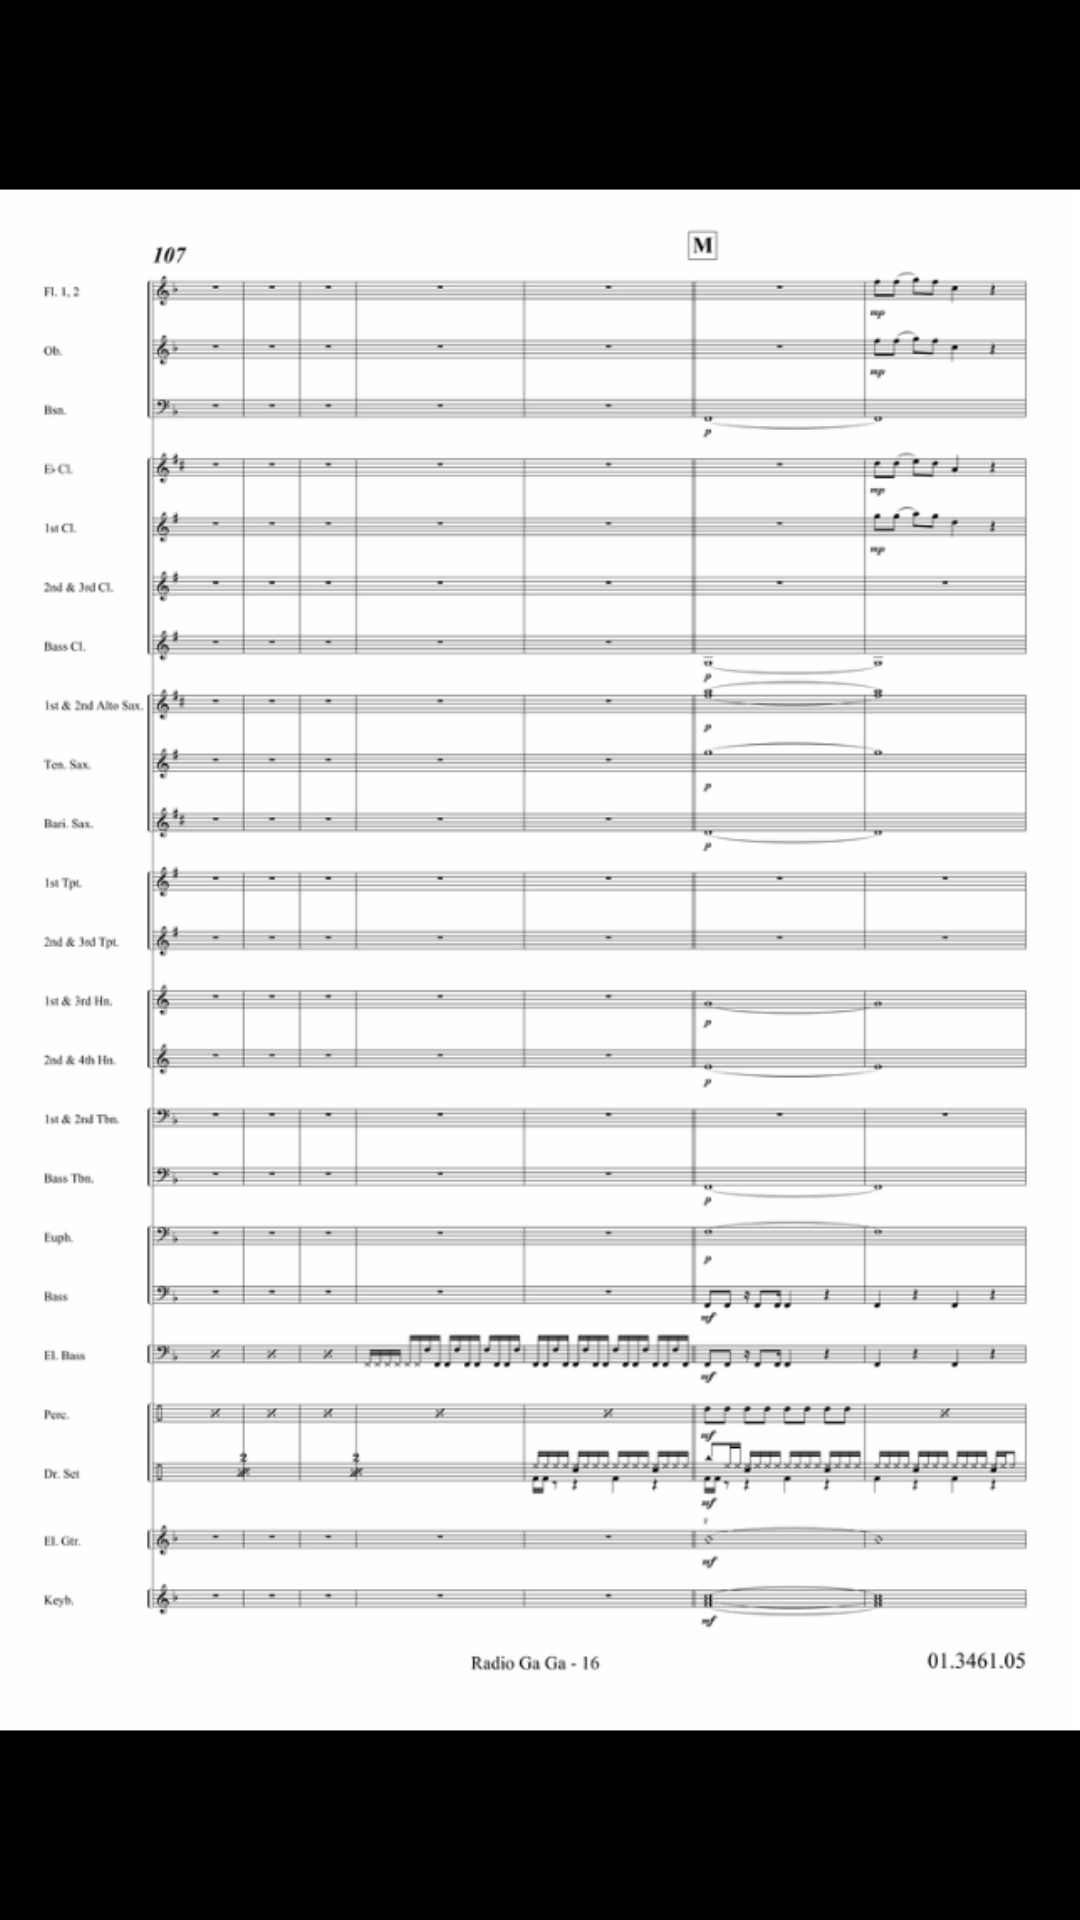 107
M
Fl. 1, 2
mp
Ob.
mp
Bsn.
p
E♭ Cl.
mp
1st Cl.
mp
2nd & 3rd Cl.
Bass Cl.
p
1st & 2nd Alto Sax.
p
Ten. Sax.
p
Bari. Sax.
p
1st Tpt.
2nd & 3rd Tpt.
1st & 3rd Hn.
p
2nd & 4th Hn.
p
1st & 2nd Tbn.
Bass Tbn.
p
Euph.
p
Bass
mf
El. Bass
mf
Perc.
mf
2 2
Dr. Set
mf
El. Gtr.
mf
Keyb.
mf
Radio Ga Ga - 16
01.3461.05